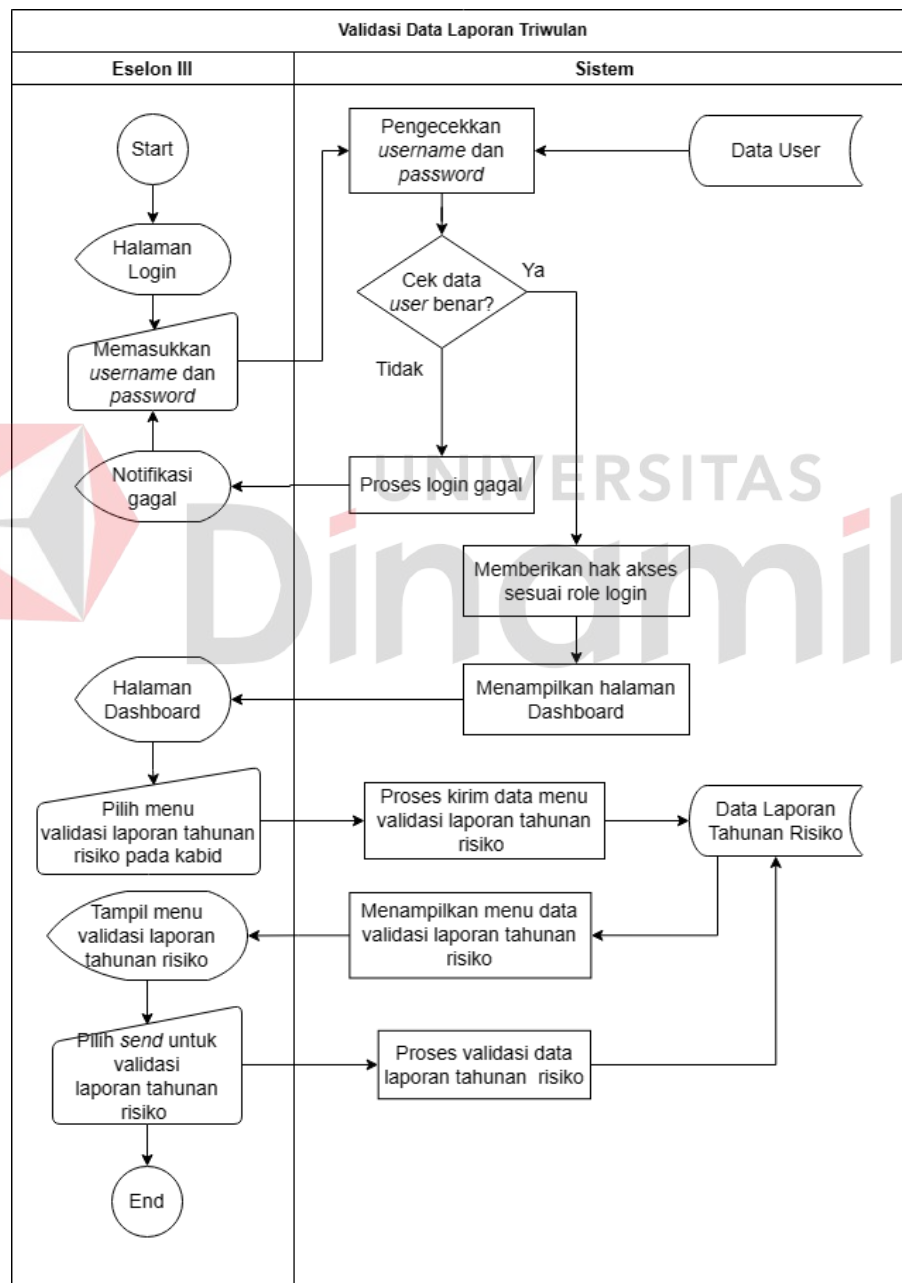 Validasi Data Laporan Triwulan
Eselon III
Sistem
Start
Pengecekkan
username dan
password
Data User
Halaman
Login
Cek data
user benar?
Ya
Tidak
Memasukkan
username dan
password
Notifikasi
gagal
Proses login gagal
UNIVERSITAS
Dinamik
Memberikan hak akses
sesuai role login
Halaman
Dashboard
Menampilkan halaman
Dashboard
Pilih menu
validasi laporan tahunan
risiko pada kabid
Proses kirim data menu
validasi laporan tahunan
risiko
Data Laporan
Tahunan Risiko
Tampil menu
validasi laporan
tahunan risiko
Menampilkan menu data
validasi laporan tahunan
risiko
Pilih send untuk
validasi
laporan tahunan
risiko
Proses validasi data
laporan tahunan risiko
End